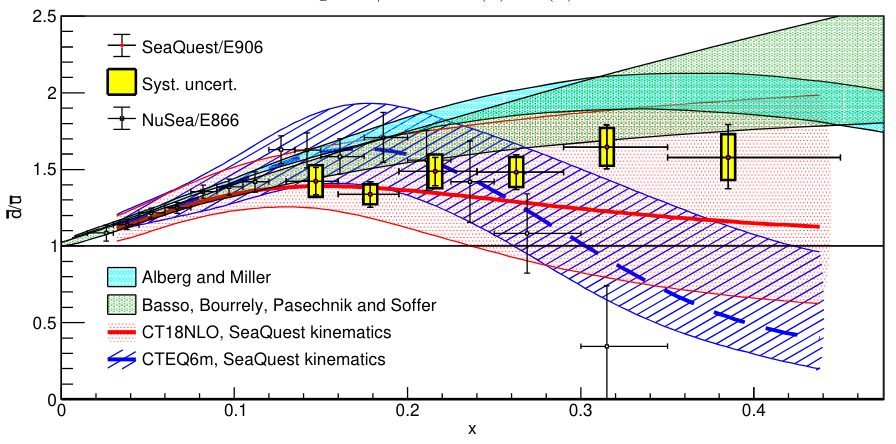 2.5
SeaQuest/E906
Syst. uncert.
2
NuSea/E866
1.5
d̅/u̅
1
Alberg and Miller
Basso, Bourrely, Pasechnik and Soffer
0.5
CT18NLO, SeaQuest kinematics
CTEQ6m, SeaQuest kinematics
0
0 0.1 0.2 0.3 0.4
x